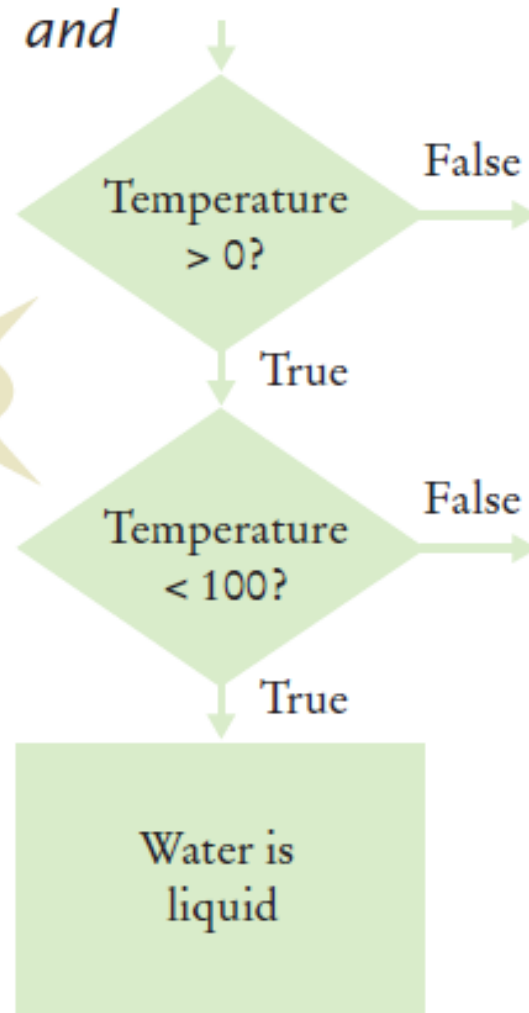 and
False
Temperature
> 0?
True
False
Temperature
< 100?
True
Water is
liquid